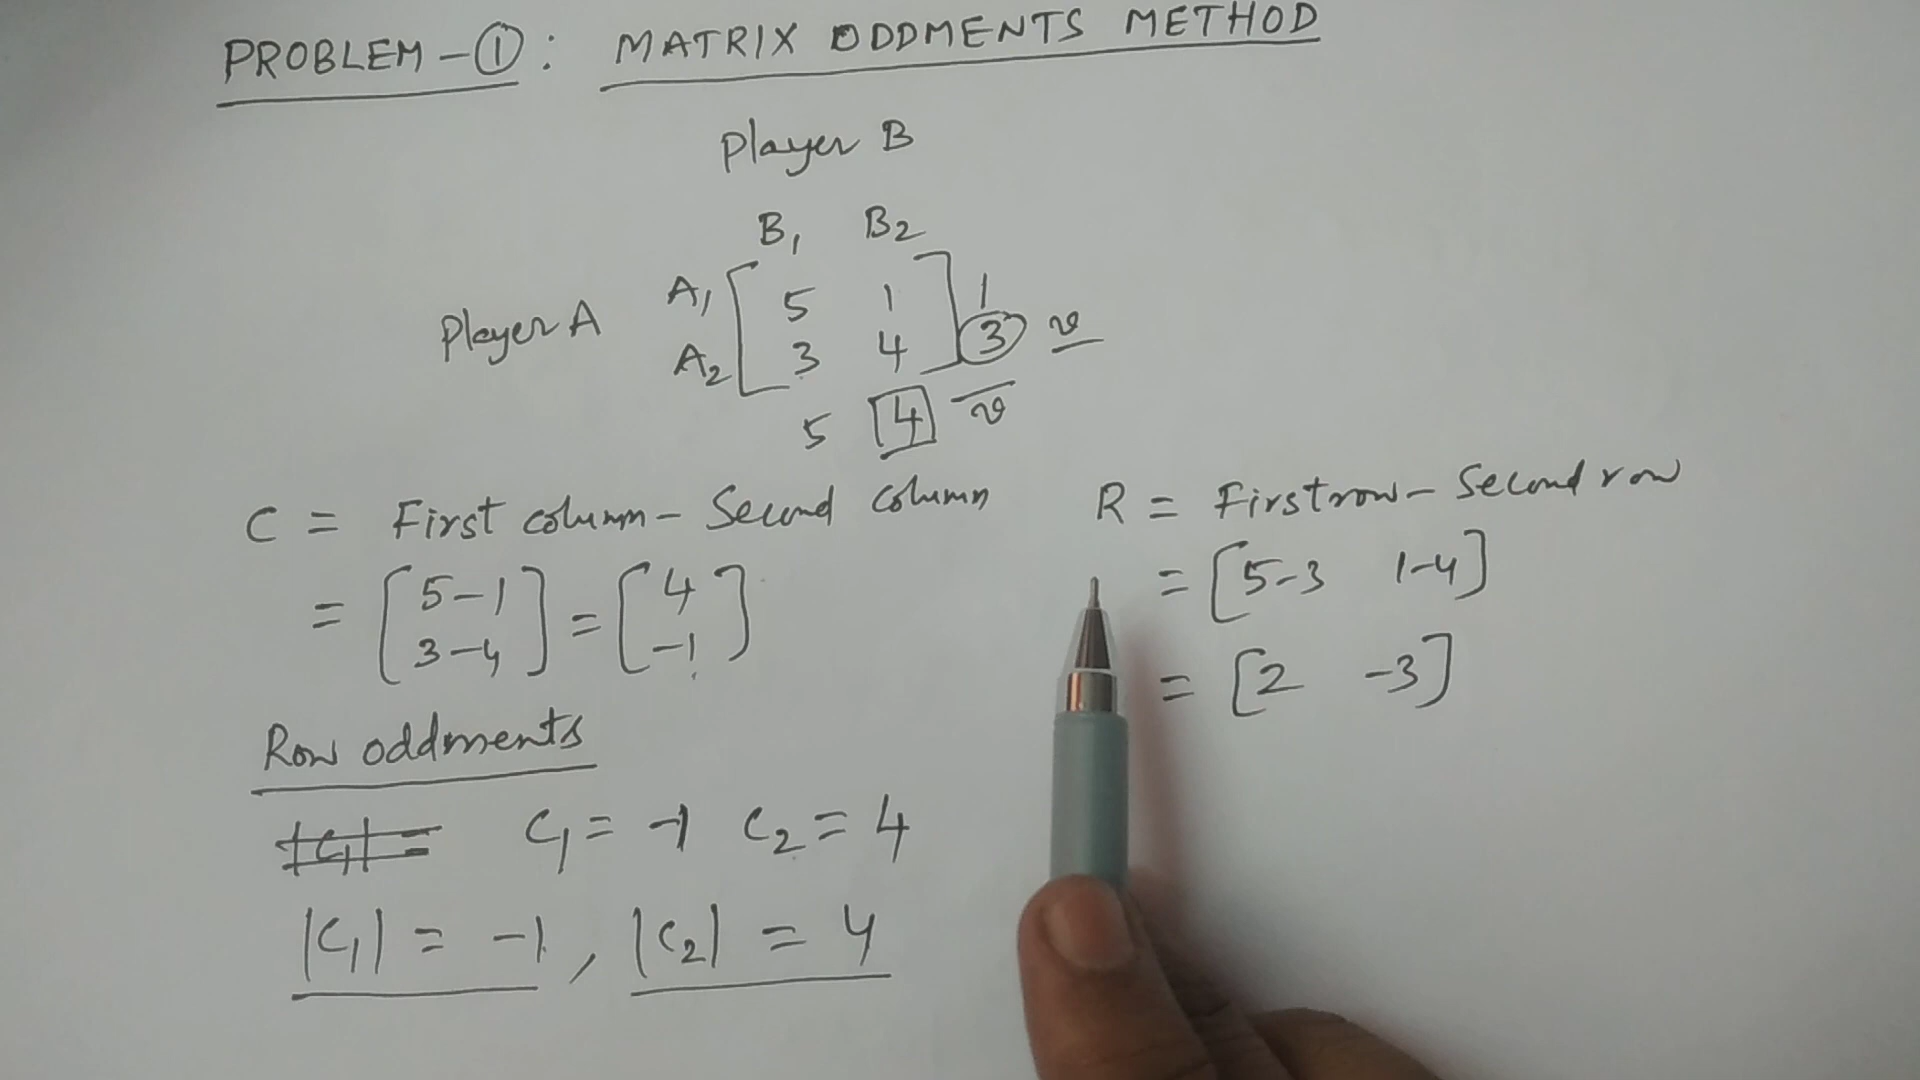 PROBLEM-①: MATRIX ODDMENTS METHOD
Player B
B₁ B₂
Player A
A₁ [ 5 1 ] 1
A₂ [ 3 4 ] 3 v
5 4 v
C = First column - Second column
= [5-1 3-4] = [4 -1]
R = First row - Second row
= [5-3 1-4]
= [2 -3]
Row oddments
|C₁| = C₁ = -1 C₂ = 4
|C₁| = -1, |C₂| = 4